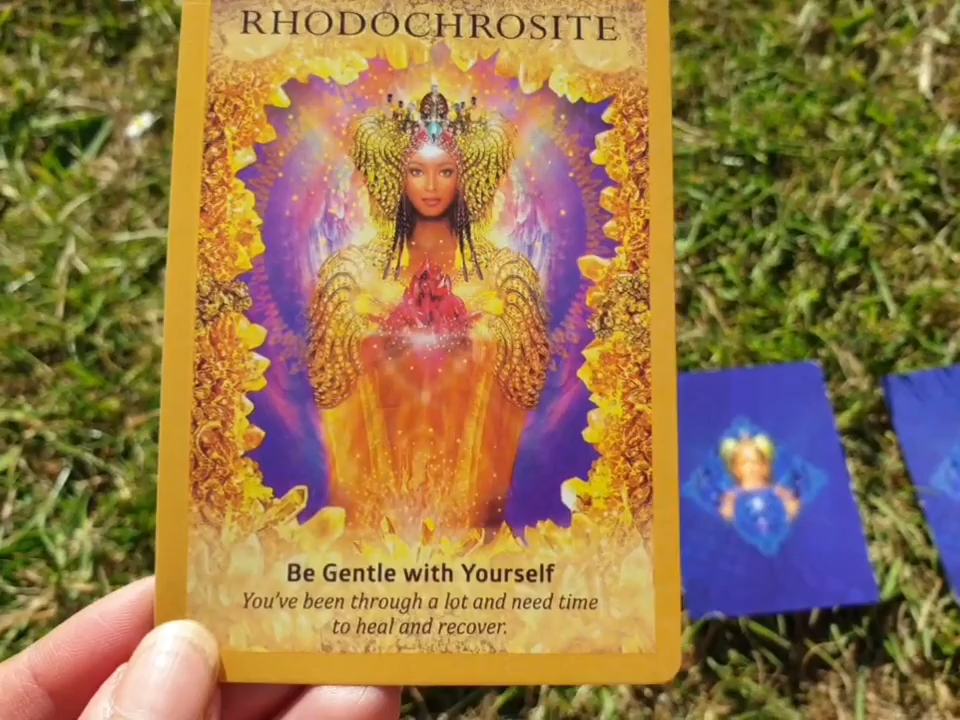 RHODOCHROSITE
Be Gentle with Yourself
You've been through a lot and need time
to heal and recover.